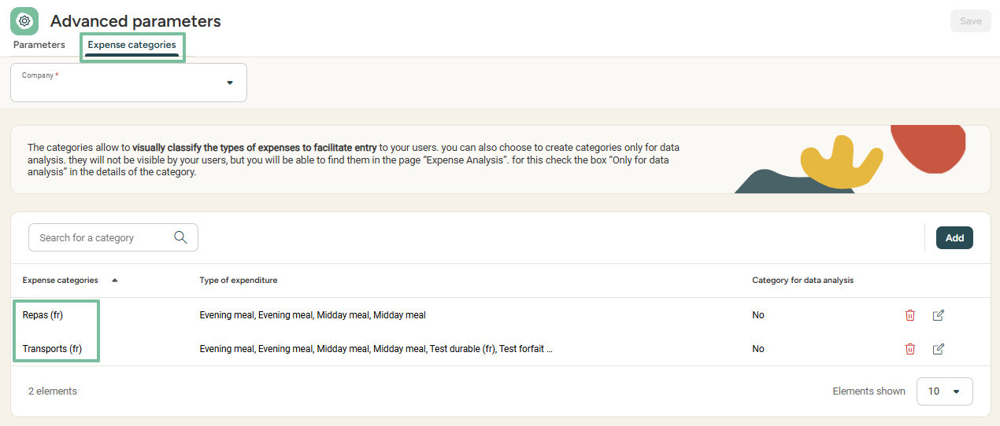 Advanced parameters
Save
Parameters
Expense categories
Company *
The categories allow to visually classify the types of expenses to facilitate entry to your users. you can also choose to create categories only for data
analysis. they will not be visible by your users, but you will be able to find them in the page “Expense Analysis”. for this check the box “Only for data
analysis” in the details of the category.
Search for a category
Add
Expense categories
Type of expenditure
Category for data analysis
Repas (fr)
Evening meal, Evening meal, Midday meal, Midday meal
No
Transports (fr)
Evening meal, Evening meal, Midday meal, Midday meal, Test durable (fr), Test forfait ...
No
2 elements
Elements shown
10